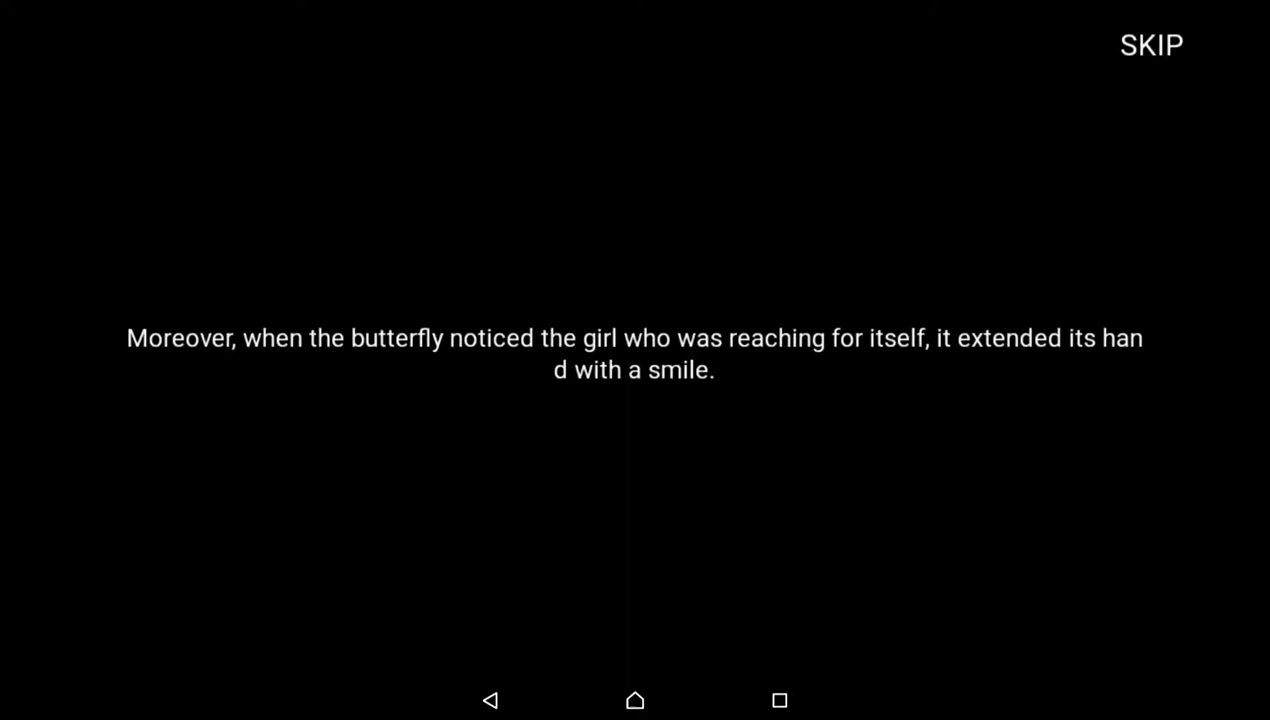 SKIP
Moreover, when the butterfly noticed the girl who was reaching for itself, it extended its han
d with a smile.